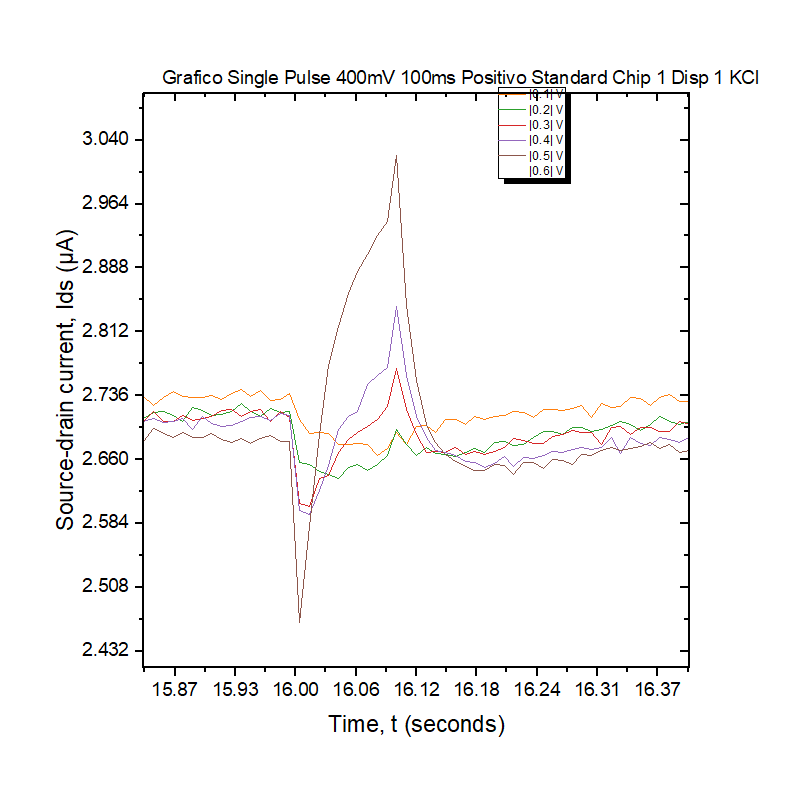 Grafico Single Pulse 400mV 100ms Positivo Standard Chip 1 Disp 1 KCl
|0.1| V
|0.2| V
|0.3| V
|0.4| V
|0.5| V
|0.6| V
3.040
2.964
2.888
2.812
2.736
2.660
2.584
2.508
2.432
Source-drain current, Ids (µA)
15.87 15.93 16.00 16.06 16.12 16.18 16.24 16.31 16.37
Time, t (seconds)